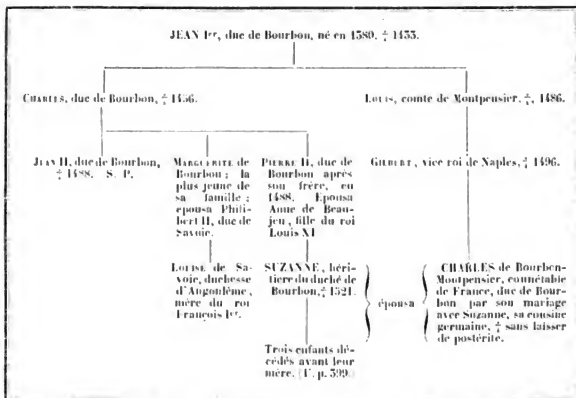 JEAN Ier, duc de Bourbon, né en 1380. ‡ 1433.
CHARLES, duc de Bourbon, ‡ 1456.
LOUIS, comte de Montpensier, ‡, 1486.
JEAN II, duc de Bourbon,
‡ 1488. S. P.
MARGUERITE de
Bourbon; la
plus jeune de
sa famille;
epousa Phili-
bert II, duc de
Savoie.
PIERRE II, duc de
Bourbon après
son frère, en
1488. Epousa
Anne de Beau-
jeu, fille du roi
Louis XI
GILBERT, vice roi de Naples, ‡ 1496.
LOUISE de Sa-
voie, duchesse
d'Angoulême,
mère du roi
François Ier.
SUZANNE, héri-
tière du duché de
Bourbon, ‡ 1521.
épousa
CHARLES de Bourbon-
Montpensier, connétable
de France, duc de Bour-
bon par son mariage
avec Suzanne, sa cousine
germaine, ‡ sans laisser
de postérité.
Trois enfants dé-
cédés avant leur
mère. (V. p. 399.)